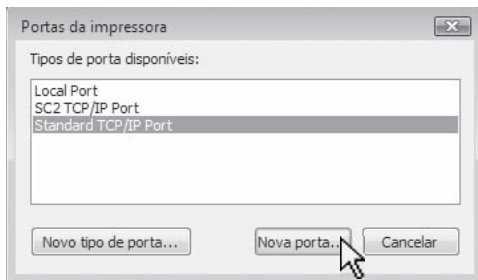 Portas da impressora
Tipos de porta disponíveis:
Local Port
SC2 TCP/IP Port
Standard TCP/IP Port
Novo tipo de porta... Nova porta.. Cancelar